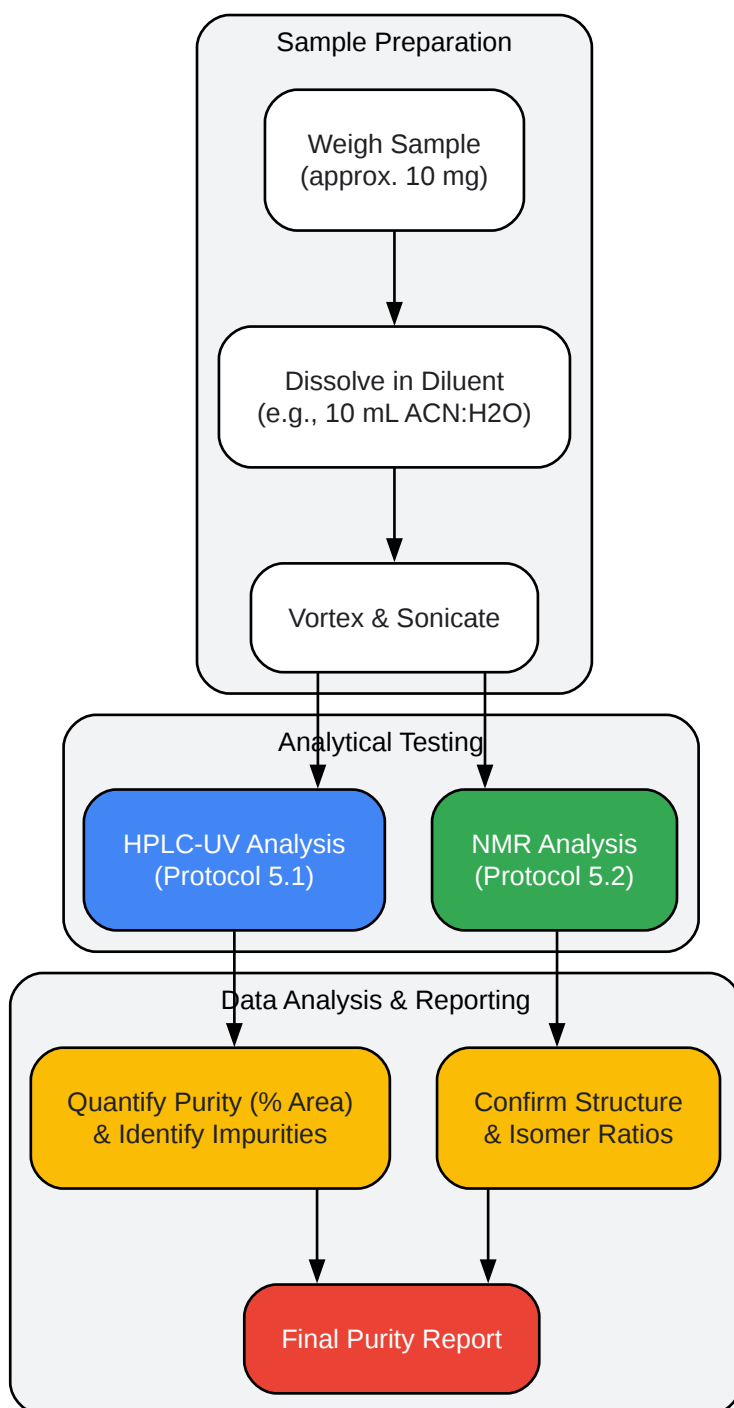 Sample Preparation
Weigh Sample
(approx. 10 mg)
Dissolve in Diluent
(e.g., 10 mL ACN:H2O)
Vortex & Sonicate
Analytical Testing
HPLC-UV Analysis
(Protocol 5.1)
NMR Analysis
(Protocol 5.2)
Data Analysis & Reporting
Quantify Purity (% Area)
& Identify Impurities
Confirm Structure
& Isomer Ratios
Final Purity Report